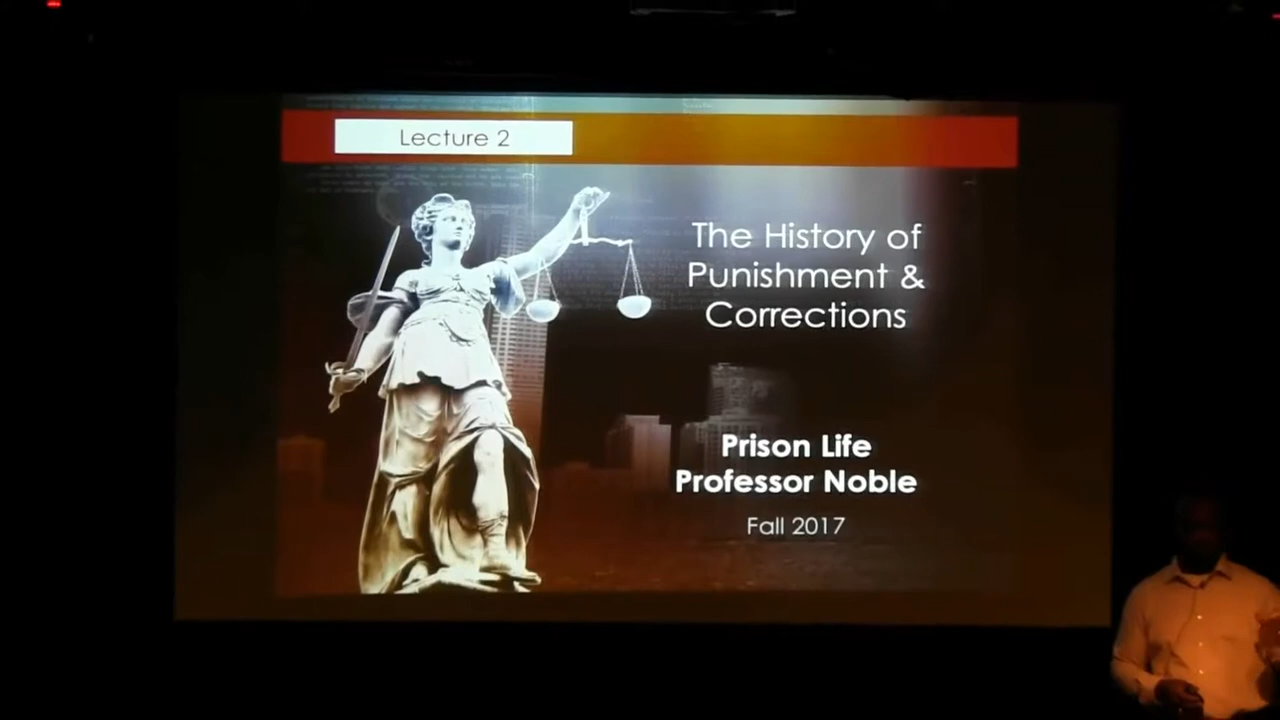 Lecture 2
The History of
Punishment &
Corrections
Prison Life
Professor Noble
Fall 2017